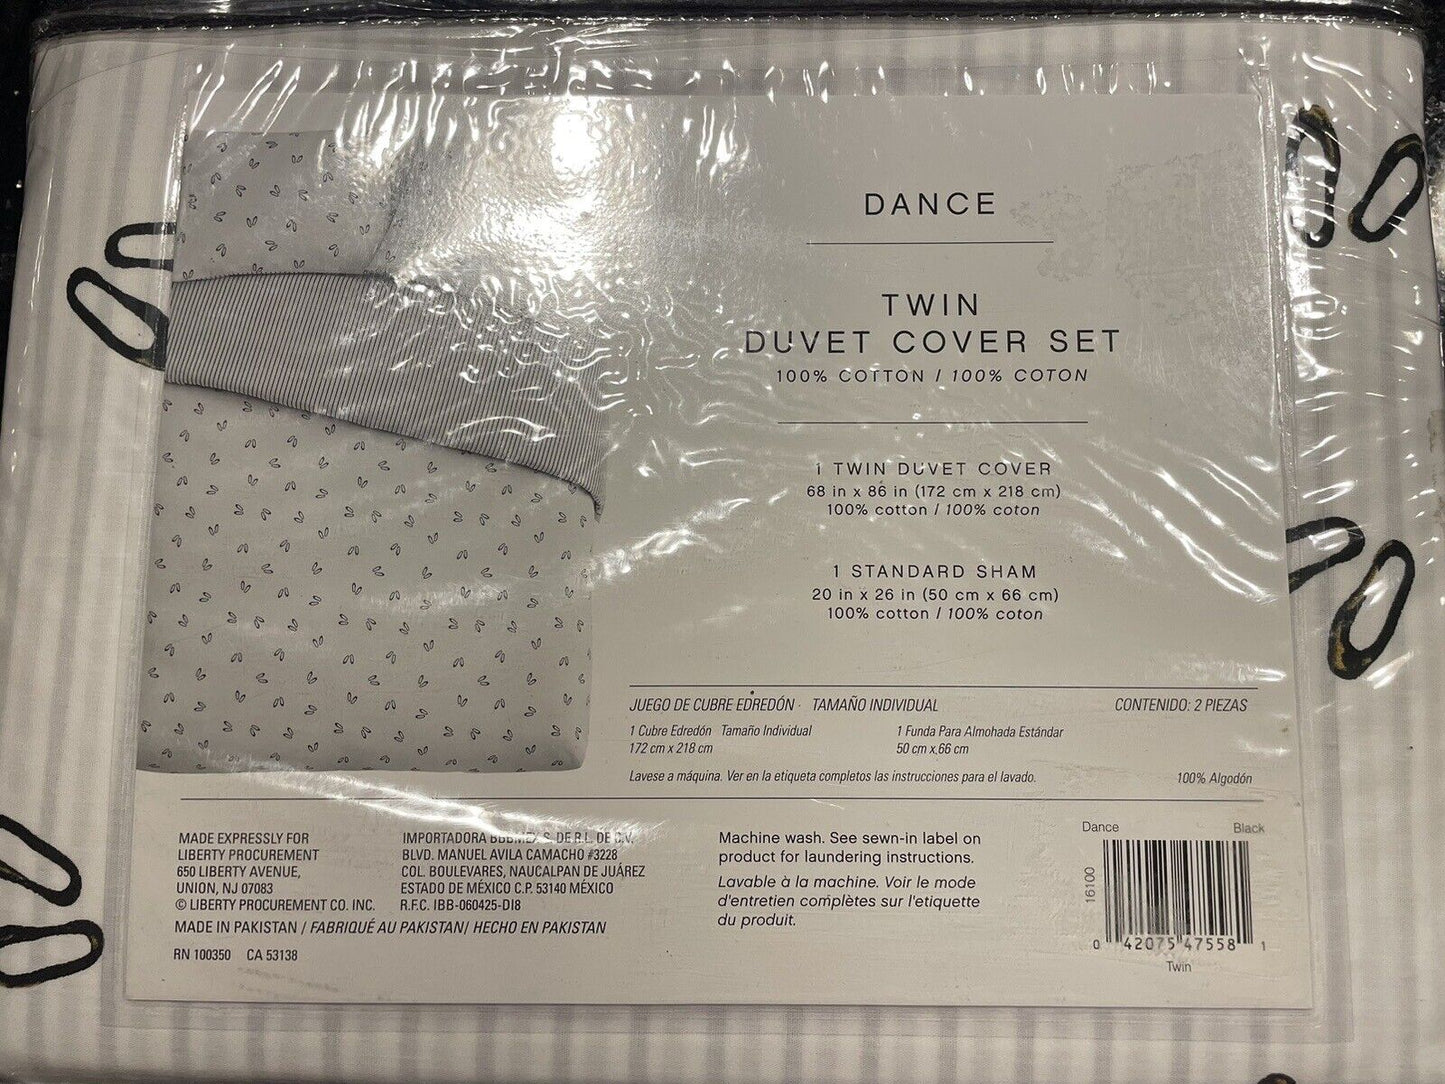 DANCE
TWIN
DUVET COVER SET
100% COTTON / 100% COTON
1 TWIN DUVET COVER
68 in x 86 in (172 cm x 218 cm)
100% cotton / 100% coton
1 STANDARD SHAM
20 in x 26 in (50 cm x 66 cm)
100% cotton / 100% coton
JUEGO DE CUBRE EDREDÓN · TAMAÑO INDIVIDUAL CONTENIDO: 2 PIEZAS
1 Cubre Edredón Tamaño Individual 1 Funda Para Almohada Estándar
172 cm x 218 cm 50 cm x 66 cm
Lavese a máquina. Ver en la etiqueta completos las instrucciones para el lavado. 100% Algodón
MADE EXPRESSLY FOR
LIBERTY PROCUREMENT
650 LIBERTY AVENUE,
UNION, NJ 07083
© LIBERTY PROCUREMENT CO. INC.
IMPORTADORA BBBMEX S. DE R.L. DE C.V.
BLVD. MANUEL AVILA CAMACHO #3228
COL. BOULEVARES, NAUCALPAN DE JUÁREZ
ESTADO DE MÉXICO C.P. 53140 MÉXICO
R.F.C. IBB-060425-DI8
MADE IN PAKISTAN / FABRIQUÉ AU PAKISTAN/ HECHO EN PAKISTAN
RN 100350 CA 53138
Machine wash. See sewn-in label on
product for laundering instructions.
Lavable à la machine. Voir le mode
d'entretien complètes sur l'etiquette
du produit.
Dance Black
16100
0 42075 47558 1
Twin